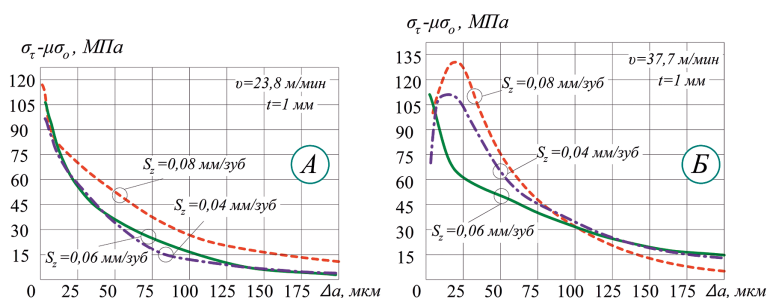 στ-μσо, МПа
120
105
90
75
60
45
30
15
0 25 50 75 100 125 150 175 Δа, мкм
υ=23,8 м/мин
t=1 мм
А
Sz=0,08 мм/зуб
Sz=0,04 мм/зуб
Sz=0,06 мм/зуб
στ-μσо, МПа
135
120
105
90
75
60
45
30
15
0 25 50 75 100 125 150 175 Δа, мкм
υ=37,7 м/мин
t=1 мм
Sz=0,08 мм/зуб
Sz=0,04 мм/зуб
Б
Sz=0,06 мм/зуб